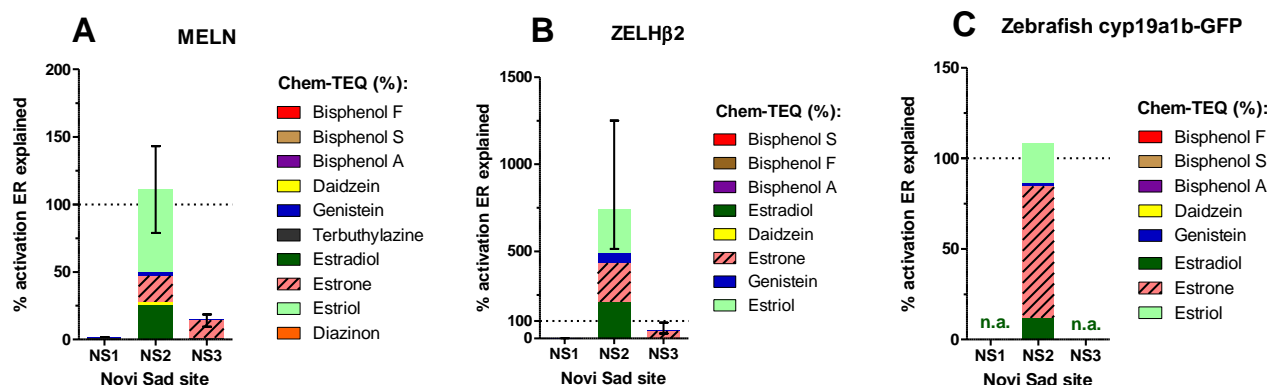 A
MELN
% activation ER explained
200
150
100
50
0
NS1
NS2
NS3
Novi Sad site
Chem-TEQ (%):
Bisphenol F
Bisphenol S
Bisphenol A
Daidzein
Genistein
Terbuthylazine
Estradiol
Estrone
Estriol
Diazinon
B
ZELHβ2
% activation ER explained
1500
1000
500
100
0
NS1
NS2
NS3
Novi Sad site
Chem-TEQ (%):
Bisphenol S
Bisphenol F
Bisphenol A
Estradiol
Daidzein
Estrone
Genistein
Estriol
C
Zebrafish cyp19a1b-GFP
% activation ER explained
150
100
50
0
n.a.
n.a.
NS1
NS2
NS3
Novi Sad site
Chem-TEQ (%):
Bisphenol F
Bisphenol S
Bisphenol A
Daidzein
Genistein
Estradiol
Estrone
Estriol